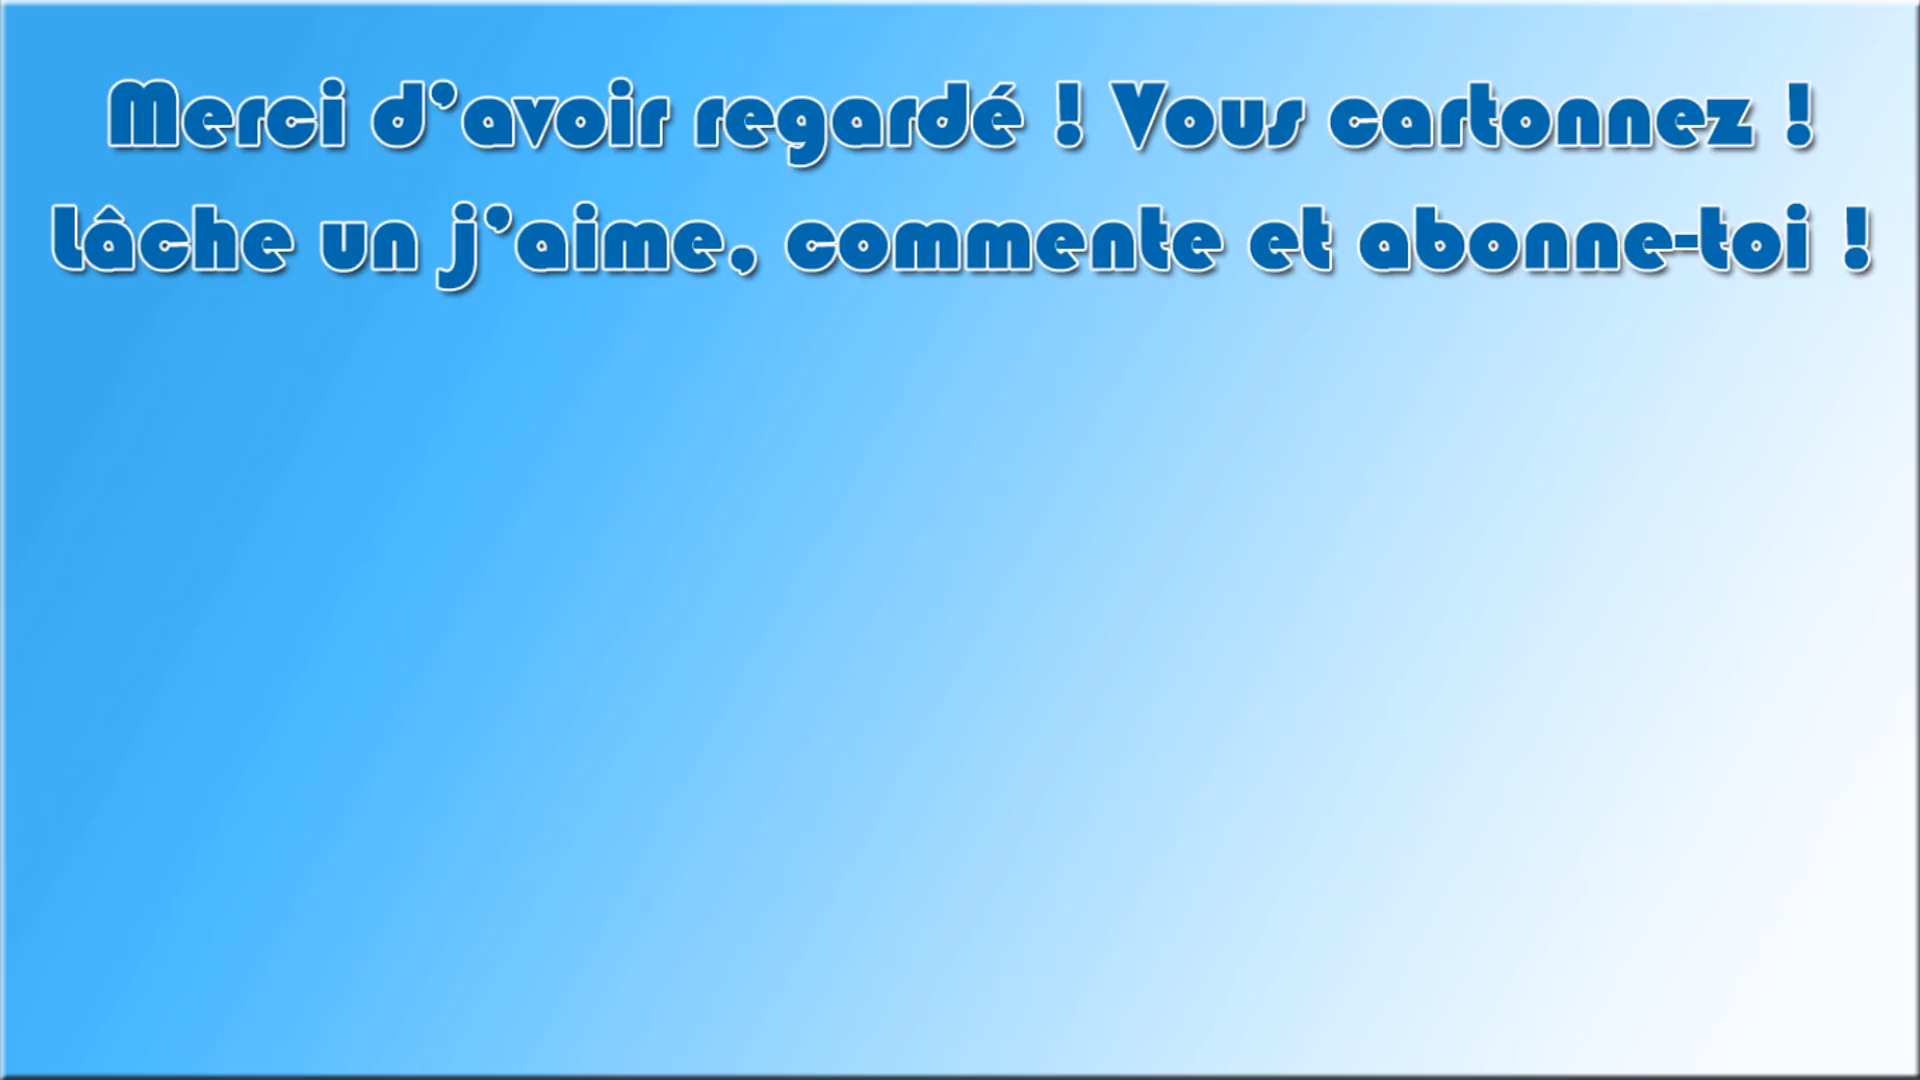 Merci d’avoir regardé ! Vous cartonnez !
Lâche un j’aime, commente et abonne-toi !